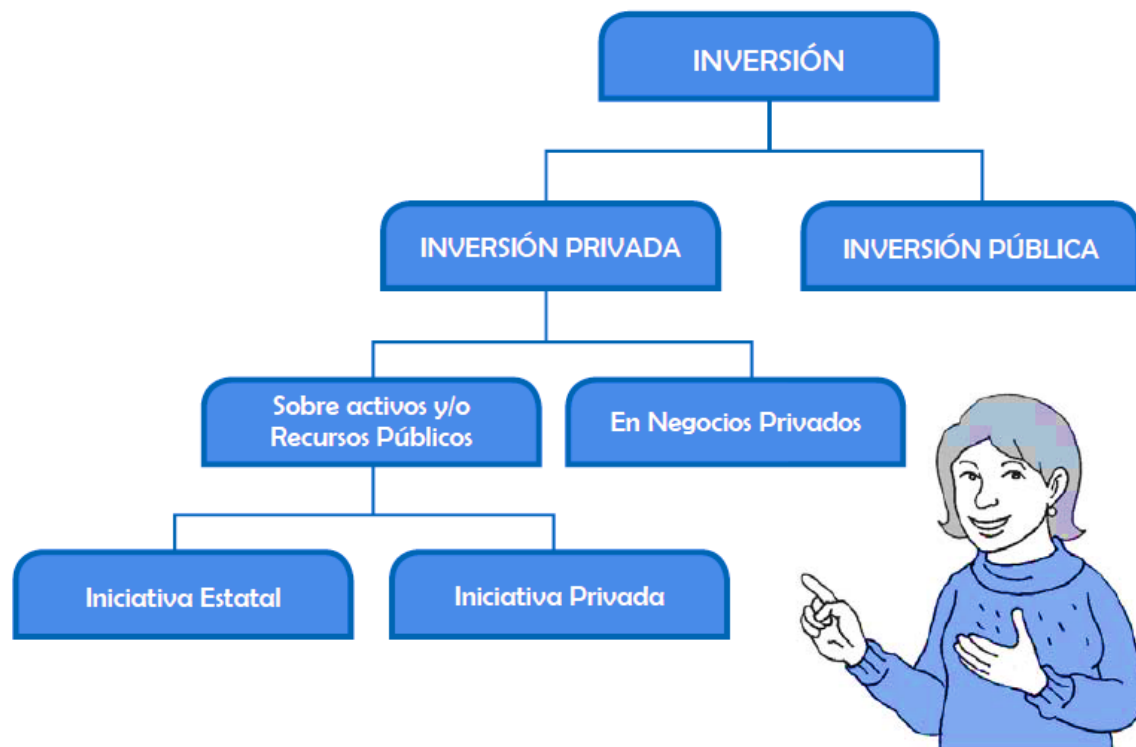 INVERSIÓN
INVERSIÓN PRIVADA
INVERSIÓN PÚBLICA
Sobre activos y/o
Recursos Públicos
En Negocios Privados
Iniciativa Estatal
Iniciativa Privada